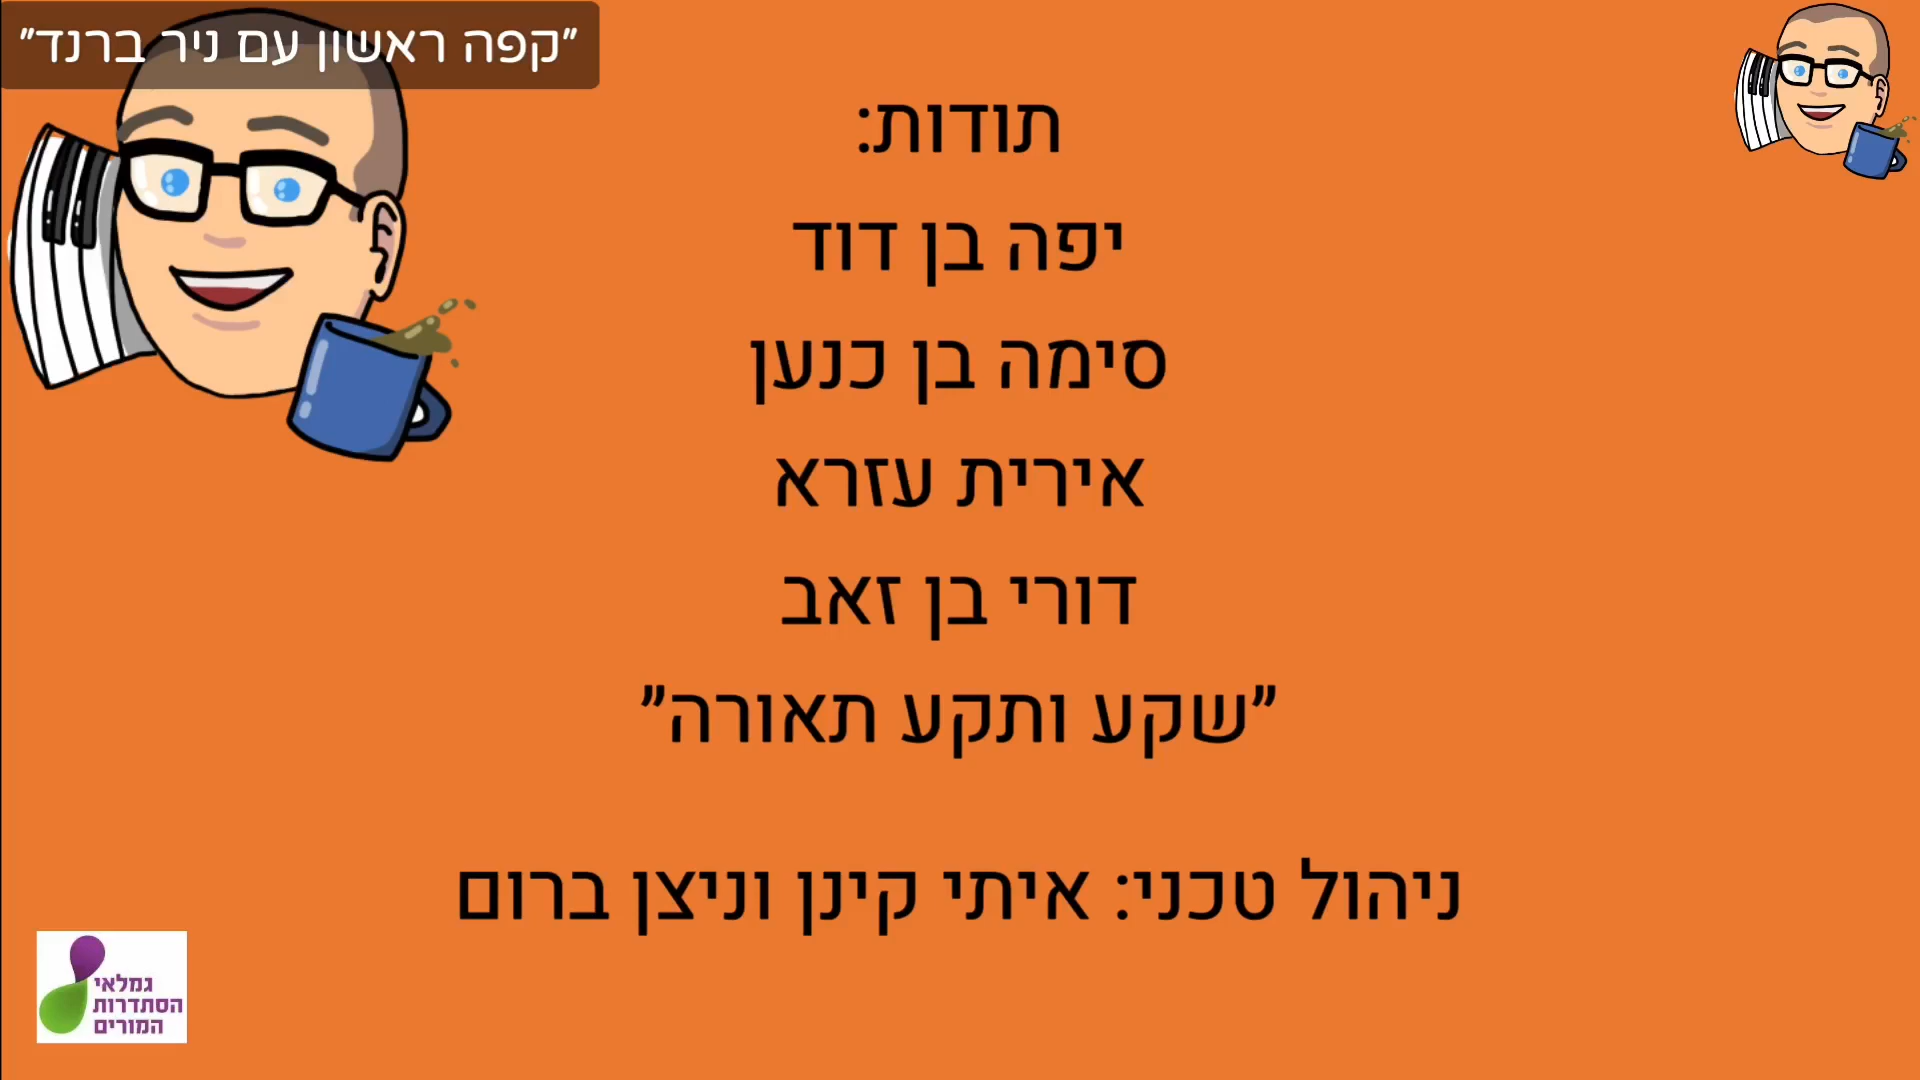 "קפה ראשון עם ניר ברנד"
תודות:
יפה בן דוד
סימה בן כנען
אירית עזרא
דורי בן זאב
"שקע ותקע תאורה"
ניהול טכני: איתי קינן וניצן ברום
גמלאי
הסתדרות
המורים